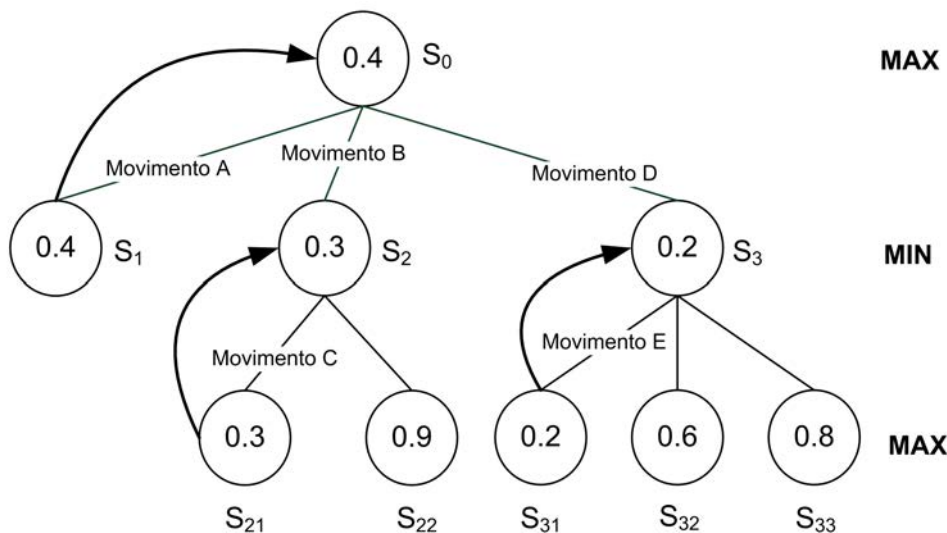 0.4 S0 MAX
Movimento A Movimento B Movimento D
0.4 S1 0.3 S2 0.2 S3 MIN
Movimento C Movimento E
0.3 0.9 0.2 0.6 0.8 MAX
S21 S22 S31 S32 S33